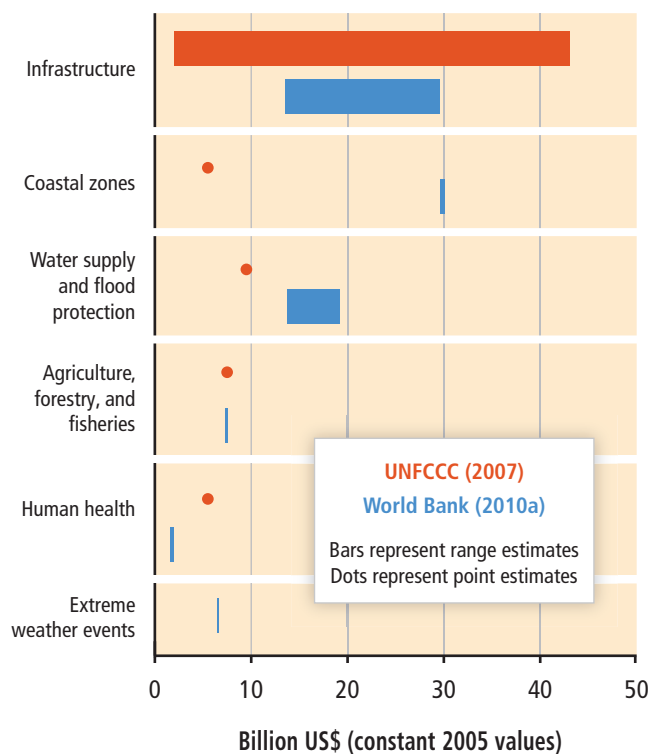 Infrastructure
Coastal zones
Water supply
and flood
protection
Agriculture,
forestry, and
fisheries
Human health
Extreme
weather events
UNFCCC (2007)
World Bank (2010a)
Bars represent range estimates
Dots represent point estimates
0 10 20 30 40 50
Billion US$ (constant 2005 values)